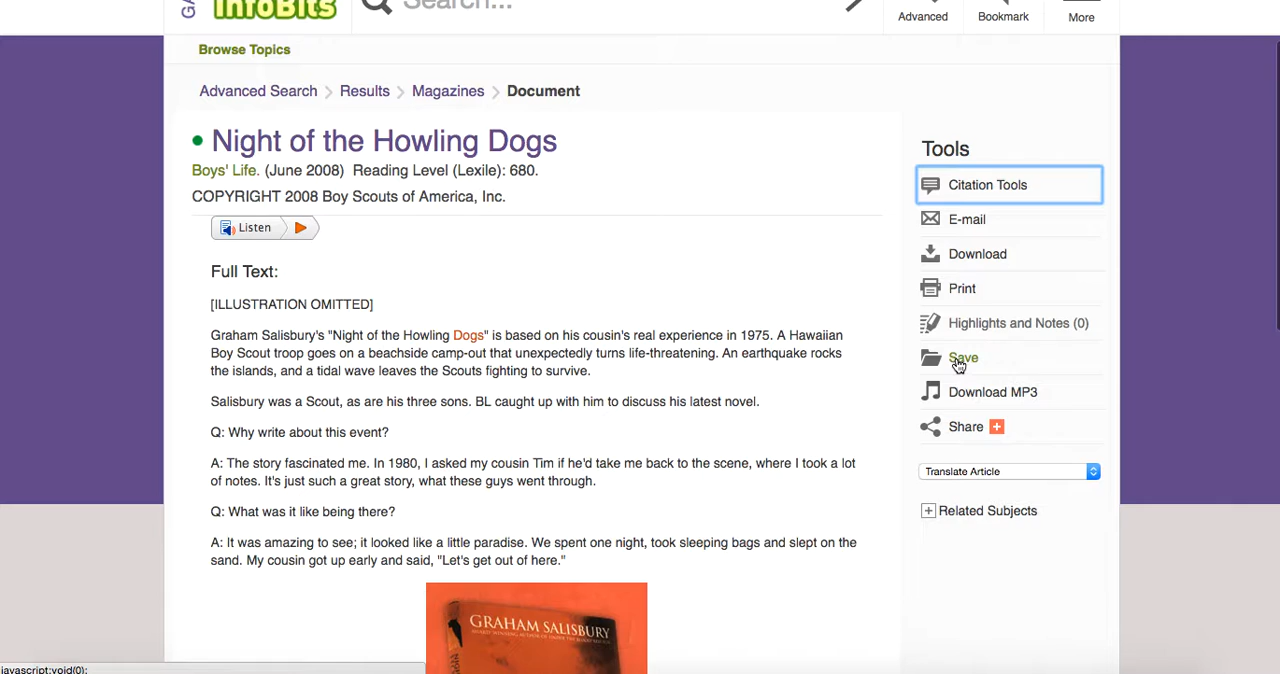 InfoBits
Search...
Advanced
Bookmark
More
Browse Topics
Advanced Search > Results > Magazines > Document
Night of the Howling Dogs
Boys' Life. (June 2008) Reading Level (Lexile): 680.
COPYRIGHT 2008 Boy Scouts of America, Inc.
Listen
Full Text:
[ILLUSTRATION OMITTED]
Graham Salisbury's "Night of the Howling Dogs" is based on his cousin's real experience in 1975. A Hawaiian
Boy Scout troop goes on a beachside camp-out that unexpectedly turns life-threatening. An earthquake rocks
the islands, and a tidal wave leaves the Scouts fighting to survive.
Salisbury was a Scout, as are his three sons. BL caught up with him to discuss his latest novel.
Q: Why write about this event?
A: The story fascinated me. In 1980, I asked my cousin Tim if he'd take me back to the scene, where I took a lot
of notes. It's just such a great story, what these guys went through.
Q: What was it like being there?
A: It was amazing to see; it looked like a little paradise. We spent one night, took sleeping bags and slept on the
sand. My cousin got up early and said, "Let's get out of here."
GRAHAM SALISBURY
Tools
Citation Tools
E-mail
Download
Print
Highlights and Notes (0)
Save
Download MP3
Share
Translate Article
Related Subjects
javascript:void(0);